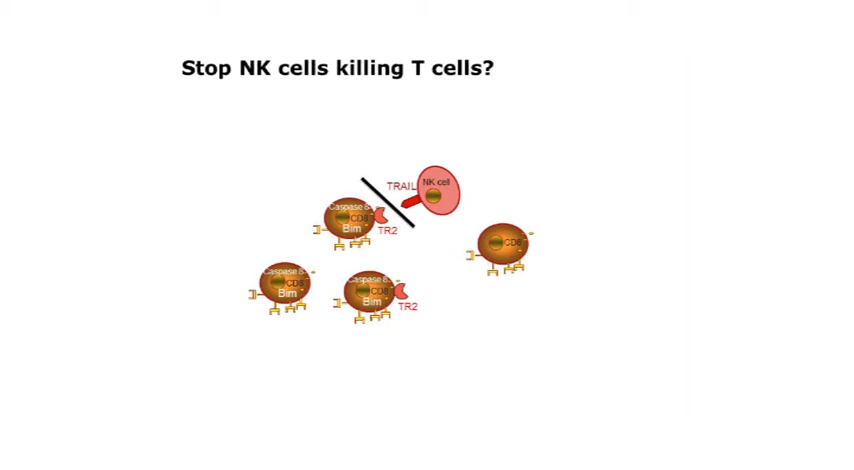 Stop NK cells killing T cells?
NK cell
TRAIL
Caspase 8
CD8
Bim
TR2
CD8
Caspase 8
CD8
Bim
Caspase 8
CD8
Bim
TR2